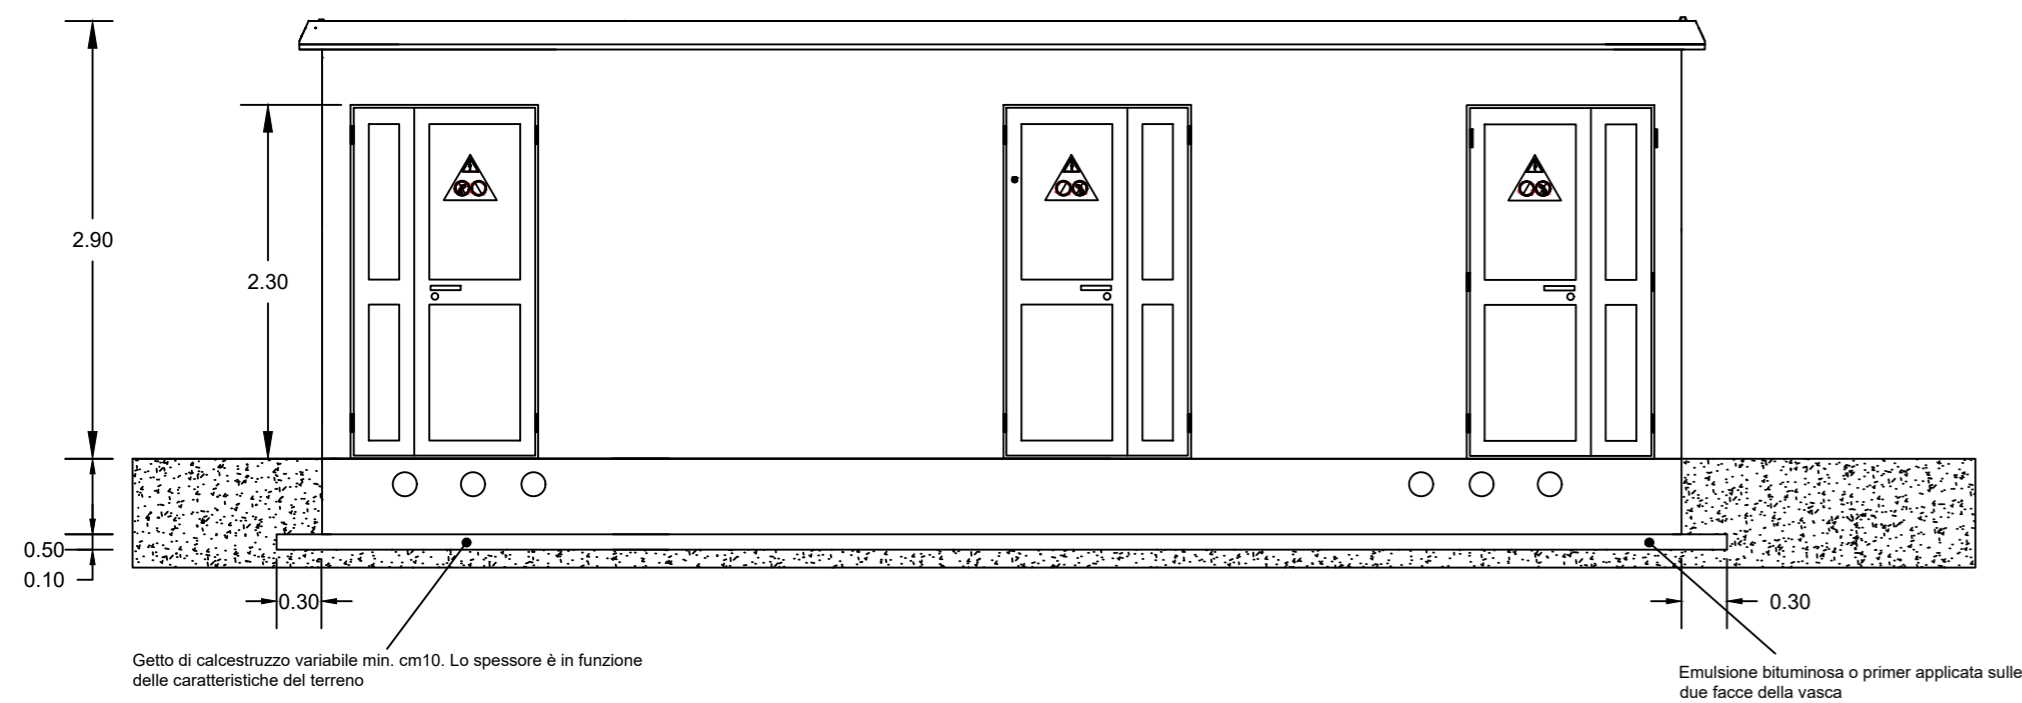 2.90
2.30
0.50
0.10
0.30
0.30
Getto di calcestruzzo variabile min. cm10. Lo spessore è in funzione
delle caratteristiche del terreno
Emulsione bituminosa o primer applicata sulle
due facce della vasca